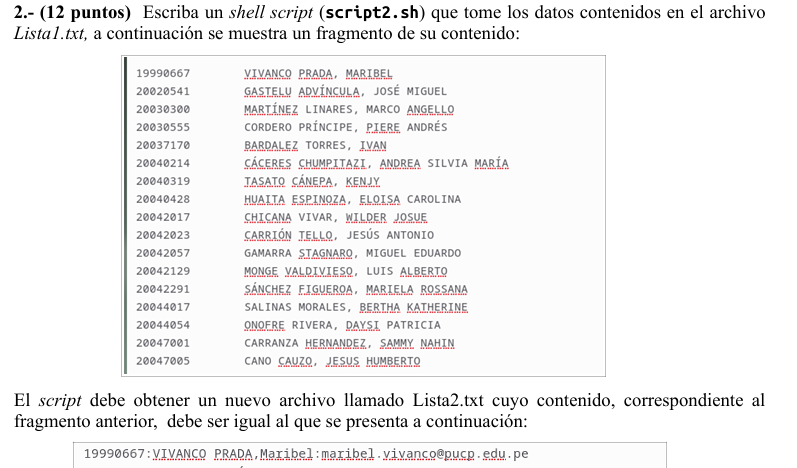 2.- (12 puntos) Escriba un shell script (script2.sh) que tome los datos contenidos en el archivo
Lista1.txt, a continuación se muestra un fragmento de su contenido:
19990667 VIVANCO PRADA, MARIBEL
20020541 GASTELU ADVÍNCULA, JOSÉ MIGUEL
20030300 MARTÍNEZ LINARES, MARCO ANGELLO
20030555 CORDERO PRÍNCIPE, PIERE ANDRÉS
20037170 BARDALEZ TORRES, IVAN
20040214 CÁCERES CHUMPITAZI, ANDREA SILVIA MARÍA
20040319 TASATO CÁNEPA, KENJY
20040428 HUAITA ESPINOZA, ELOISA CAROLINA
20042017 CHICANA VIVAR, WILDER JOSUE
20042023 CARRIÓN TELLO, JESÚS ANTONIO
20042057 GAMARRA STAGNARO, MIGUEL EDUARDO
20042129 MONGE VALDIVIESO, LUIS ALBERTO
20042291 SÁNCHEZ FIGUEROA, MARIELA ROSSANA
20044017 SALINAS MORALES, BERTHA KATHERINE
20044054 ONOFRE RIVERA, DAYSI PATRICIA
20047001 CARRANZA HERNANDEZ, SAMMY NAHIN
20047005 CANO CAUZO, JESUS HUMBERTO
El script debe obtener un nuevo archivo llamado Lista2.txt cuyo contenido, correspondiente al
fragmento anterior, debe ser igual al que se presenta a continuación:
19990667:VIVANCO PRADA,Maribel:maribel.vivanco@pucp.edu.pe